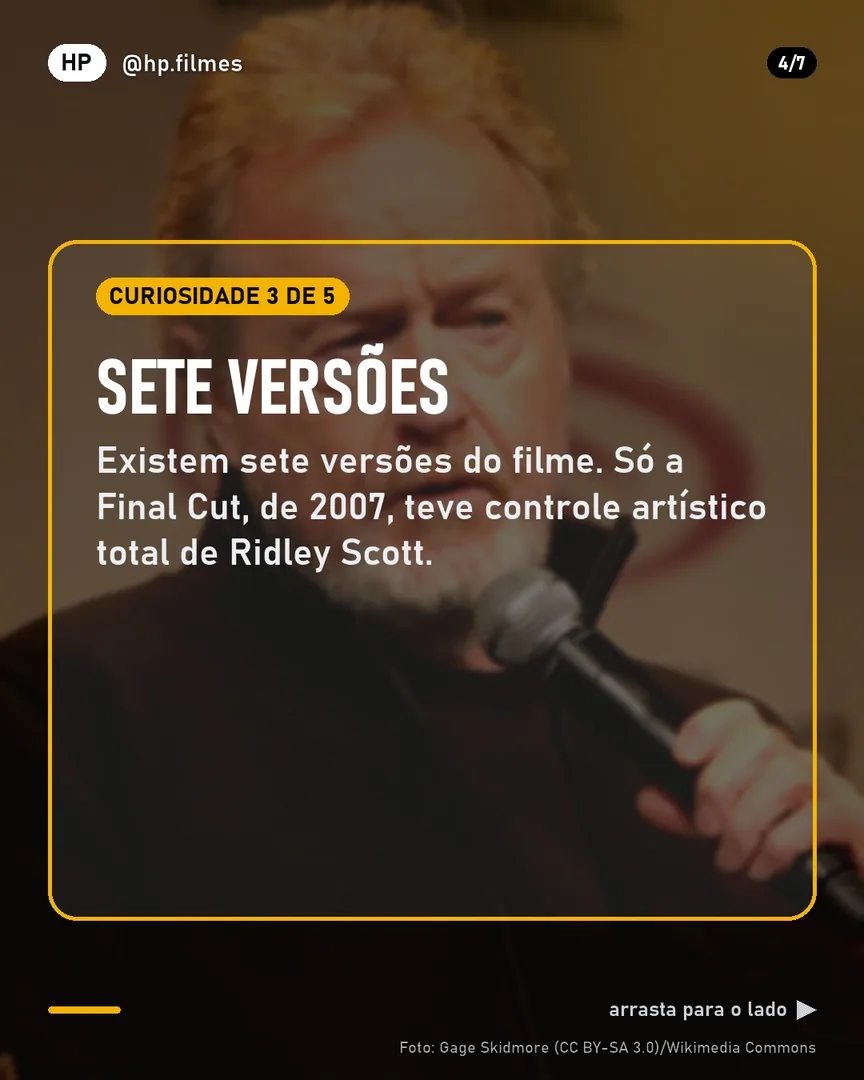 HP @hp.filmes
4/7
CURIOSIDADE 3 DE 5
SETE VERSÕES
Existem sete versões do filme. Só a
Final Cut, de 2007, teve controle artístico
total de Ridley Scott.
arrasta para o lado ▶
Foto: Gage Skidmore (CC BY-SA 3.0)/Wikimedia Commons